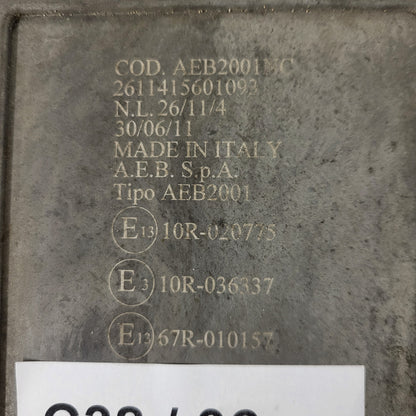 COD. AEB2001NC
2611415601093
N.L. 26/11/4
30/06/11
MADE IN ITALY
A.E.B. S.p.A.
Tipo AEB2001
E13 10R-020775
E3 10R-036337
E13 67R-010157